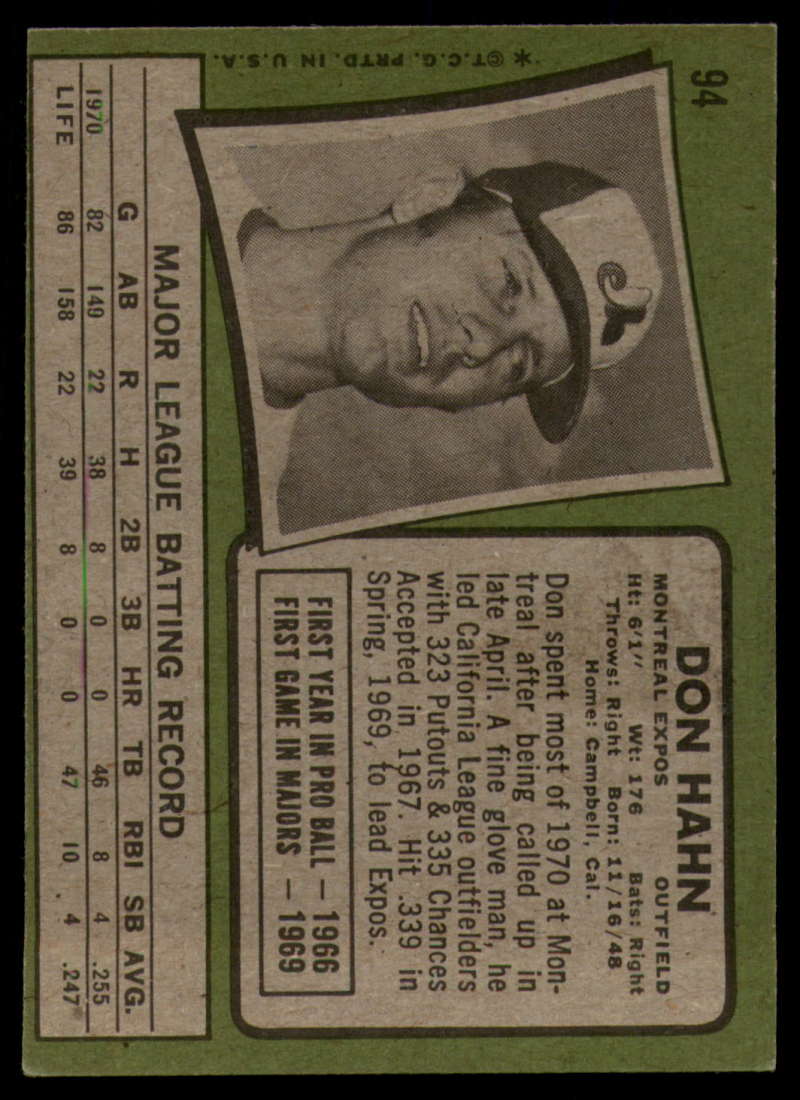 94
*©T.C.G. PRTD. IN U.S.A.
DON HAHN
MONTREAL EXPOS OUTFIELD
Ht: 6'1" Wt: 176 Bats: Right
Throws: Right Born: 11/16/48
Home: Campbell, Cal.
Don spent most of 1970 at Mon-
treal after being called up in
late April. A fine glove man, he
led California League outfielders
with 323 Putouts & 335 Chances
Accepted in 1967. Hit .339 in
Spring, 1969, to lead Expos.
FIRST YEAR IN PRO BALL — 1966
FIRST GAME IN MAJORS — 1969
MAJOR LEAGUE BATTING RECORD
G AB R H 2B 3B HR TB RBI SB AVG.
1970 82 149 22 38 8 0 0 46 8 4 .255
LIFE 86 158 22 39 8 0 0 47 10 4 .247